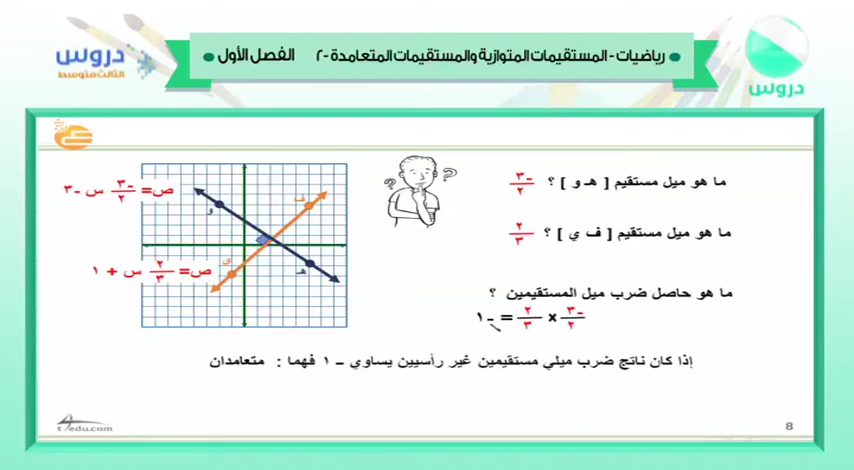 رياضيات - المستقيمات المتوازية والمستقيمات المتعامدة -٢ الفصل الأول
دروس
الثالث متوسط
دروس
ما هو ميل مستقيم [ هـ و ] ؟ -٣/٢
ما هو ميل مستقيم [ ف ي ] ؟ ٢/٣
ما هو حاصل ضرب ميل المستقيمين ؟
-٣/٢ × ٢/٣ = -١
ص= -٣/٢ س -٣
ص= ٢/٣ س + ١
و
ف
ي
هـ
? ?
إذا كان ناتج ضرب ميلي مستقيمين غير رأسيين يساوي - ١ فهما : متعامدان
t4edu.com
8